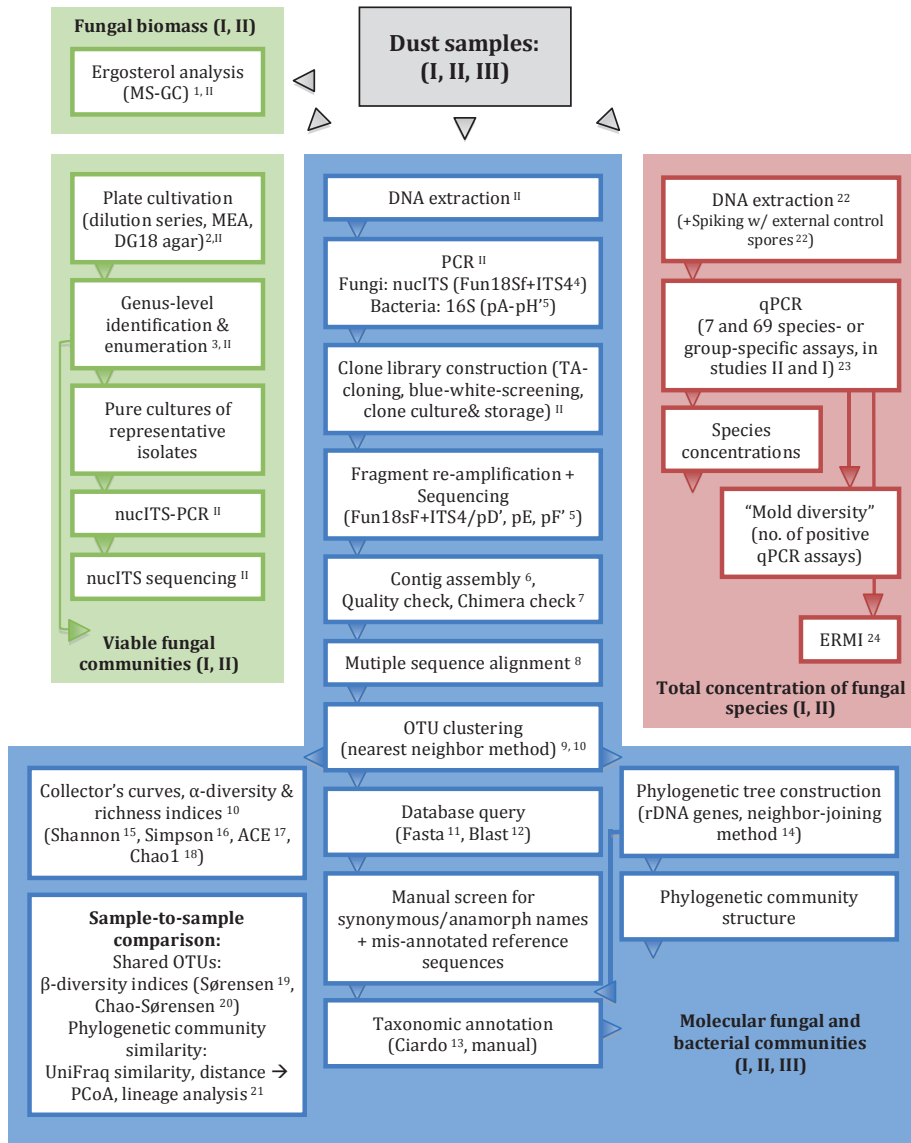 Fungal biomass (I, II)
Ergosterol analysis
(MS-GC) 1, II
Dust samples:
(I, II, III)
Plate cultivation
(dilution series, MEA,
DG18 agar)2,II
Genus-level
identification &
enumeration 3, II
Pure cultures of
representative
isolates
nucITS-PCR II
nucITS sequencing II
Viable fungal
communities (I, II)
DNA extraction II
PCR II
Fungi: nucITS (Fun18Sf+ITS44)
Bacteria: 16S (pA-pH'5)
Clone library construction (TA-
cloning, blue-white-screening,
clone culture& storage) II
Fragment re-amplification +
Sequencing
(Fun18sF+ITS4/pD', pE, pF' 5)
Contig assembly 6,
Quality check, Chimera check 7
Mutiple sequence alignment 8
OTU clustering
(nearest neighbor method) 9, 10
Database query
(Fasta 11, Blast 12)
Manual screen for
synonymous/anamorph names
+ mis-annotated reference
sequences
Taxonomic annotation
(Ciardo 13, manual)
DNA extraction 22
(+Spiking w/ external control
spores 22)
qPCR
(7 and 69 species- or
group-specific assays, in
studies II and I) 23
Species
concentrations
“Mold diversity”
(no. of positive
qPCR assays)
ERMI 24
Total concentration of fungal
species (I, II)
Collector's curves, α-diversity &
richness indices 10
(Shannon 15, Simpson 16, ACE 17,
Chao1 18)
Sample-to-sample
comparison:
Shared OTUs:
β-diversity indices (Sørensen 19,
Chao-Sørensen 20)
Phylogenetic community
similarity:
UniFraq similarity, distance →
PCoA, lineage analysis 21
Phylogenetic tree construction
(rDNA genes, neighbor-joining
method 14)
Phylogenetic community
structure
Molecular fungal and
bacterial communities
(I, II, III)